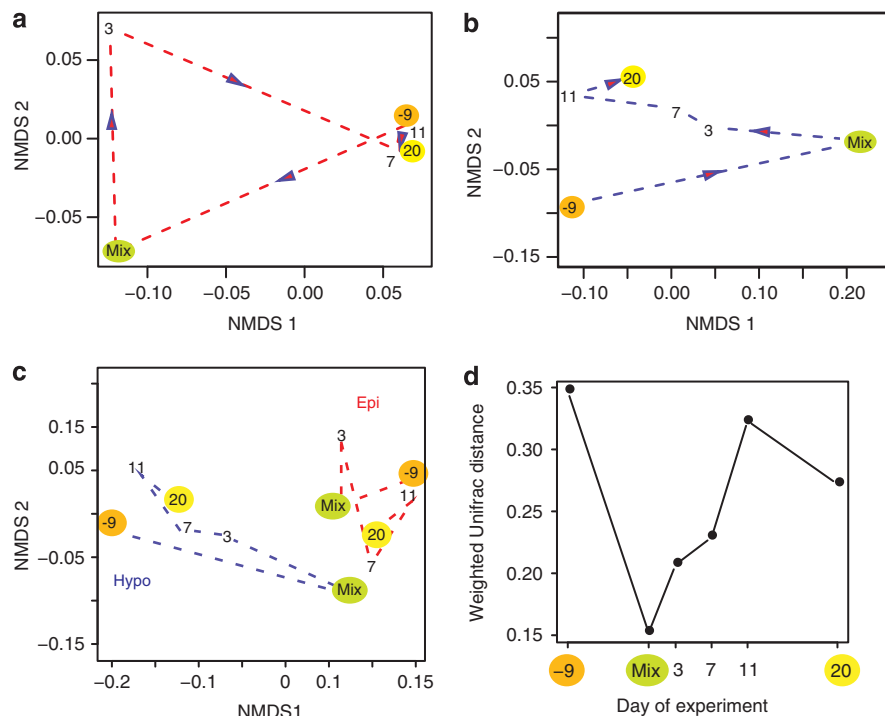 a
NMDS 2
0.05
0.00
−0.05
3
-9
11
20
7
Mix
−0.10
−0.05
0.00
0.05
NMDS 1
b
NMDS 2
0.05
−0.05
−0.15
20
11
7
3
Mix
-9
−0.10
0.00
0.10
0.20
NMDS 1
c
NMDS 2
0.15
0.05
−0.05
−0.15
Epi
3
11
-9
20
Mix
11
-9
7
3
20
7
Hypo
Mix
−0.2
−0.1
0
0.1
0.15
NMDS1
d
Weighted Unifrac distance
0.35
0.30
0.25
0.20
0.15
-9
Mix
3
7
11
20
Day of experiment